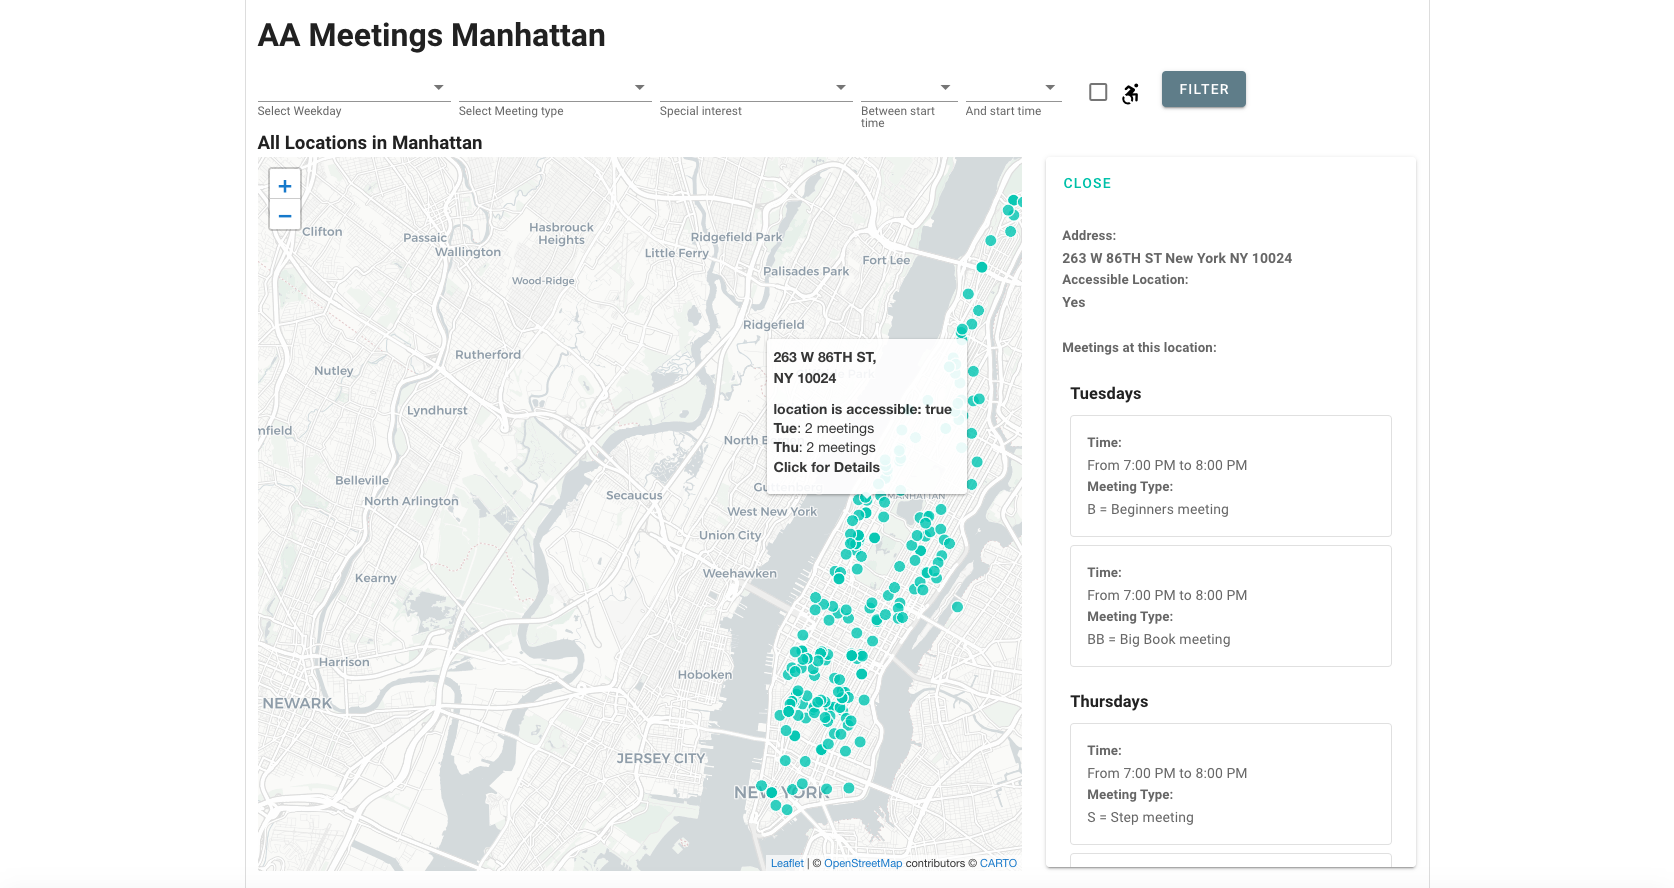 AA Meetings Manhattan
Select Weekday
Select Meeting type
Special interest
Between start
time
And start time
FILTER
All Locations in Manhattan
+
−
Clifton
Passaic
Wallington
Hasbrouck
Heights
Ridgefield Park
Little Ferry
Fort Lee
Palisades Park
Wood-Ridge
Ridgefield
Rutherford
Nutley
Lyndhurst
mfield
North B
Belleville
North Arlington
Secaucus
Guttenberg
West New York
MANHATTAN
Union City
Weehawken
Kearny
Harrison
Hoboken
NEWARK
JERSEY CITY
NEW YORK
263 W 86TH ST,
NY 10024
location is accessible: true
Tue: 2 meetings
Thu: 2 meetings
Click for Details
Leaflet | © OpenStreetMap contributors © CARTO
CLOSE
Address:
263 W 86TH ST New York NY 10024
Accessible Location:
Yes
Meetings at this location:
Tuesdays
Time:
From 7:00 PM to 8:00 PM
Meeting Type:
B = Beginners meeting
Time:
From 7:00 PM to 8:00 PM
Meeting Type:
BB = Big Book meeting
Thursdays
Time:
From 7:00 PM to 8:00 PM
Meeting Type:
S = Step meeting